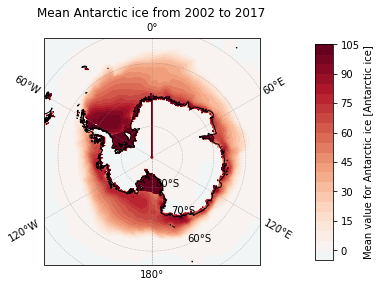 Mean Antarctic ice from 2002 to 2017
0°
60°W
60°E
80°S
70°S
60°S
120°W
120°E
180°
105
90
75
60
45
30
15
0
Mean value for Antarctic ice [Antarctic ice]